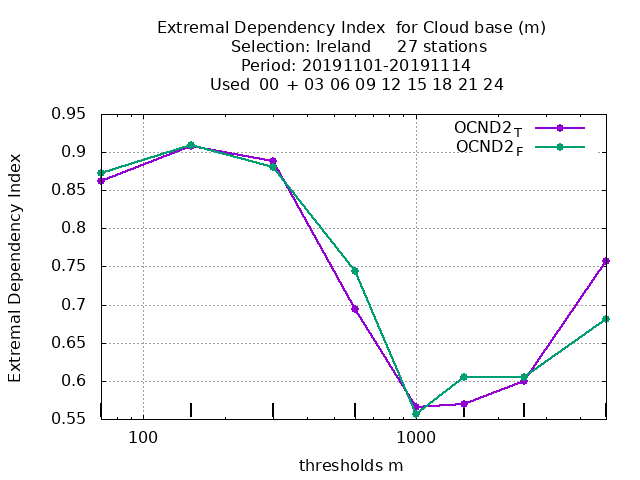 Extremal Dependency Index  for Cloud base (m)
Selection: Ireland     27 stations
Period: 20191101-20191114
Used  00 + 03 06 09 12 15 18 21 24
OCND2_T
OCND2_F
Extremal Dependency Index
0.95
0.9
0.85
0.8
0.75
0.7
0.65
0.6
0.55
100
1000
thresholds m